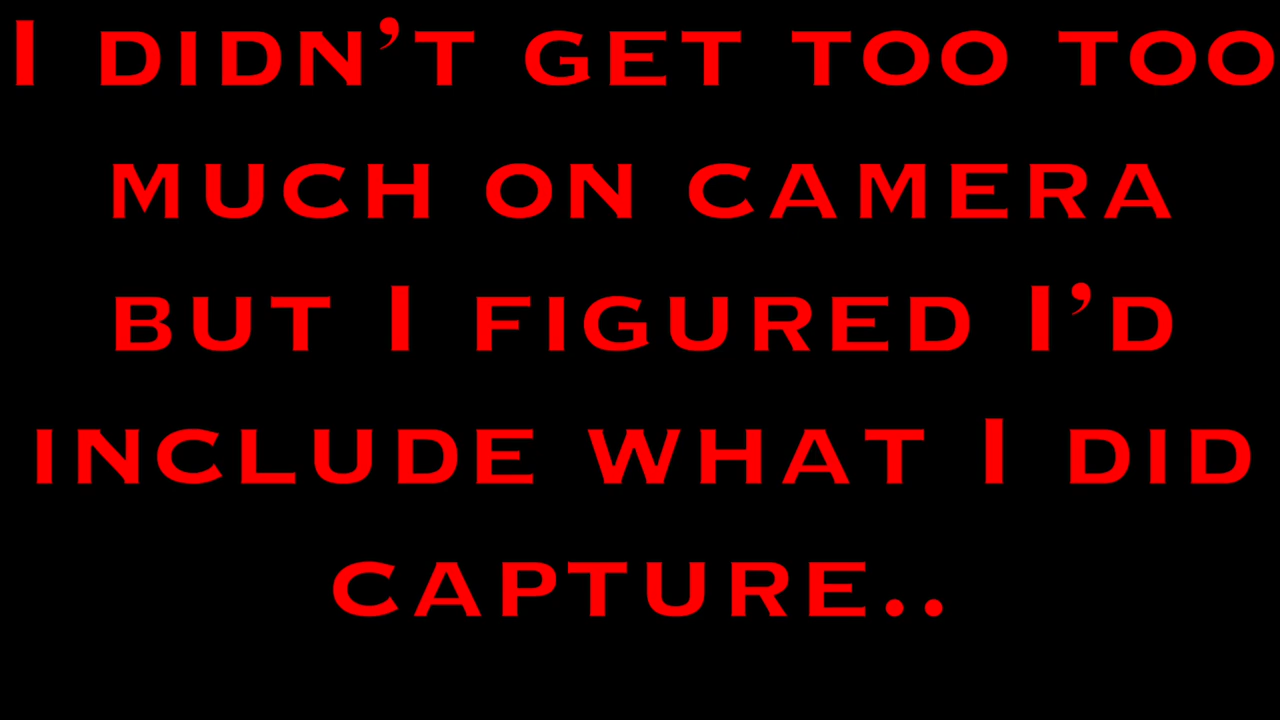 I didn’t get too too
much on camera
but I figured I’d
include what I did
capture..